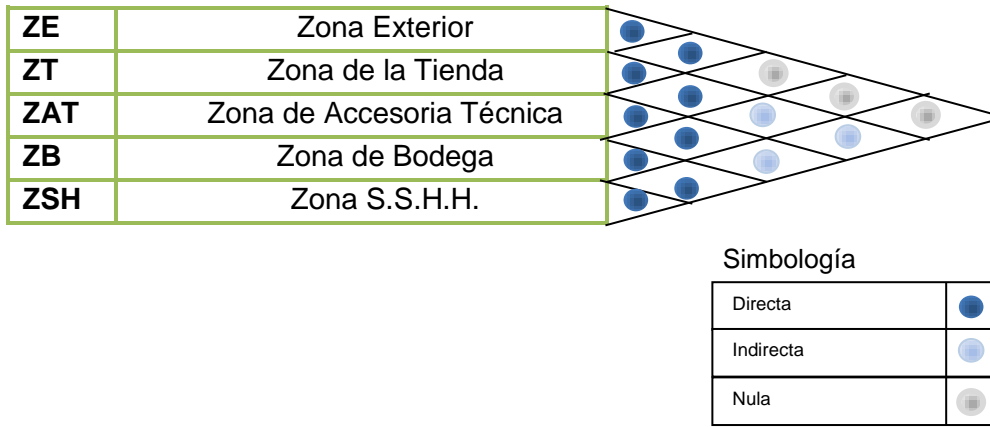 ZE Zona Exterior
ZT Zona de la Tienda
ZAT Zona de Accesoria Técnica
ZB Zona de Bodega
ZSH Zona S.S.H.H.
Simbología
Directa
Indirecta
Nula